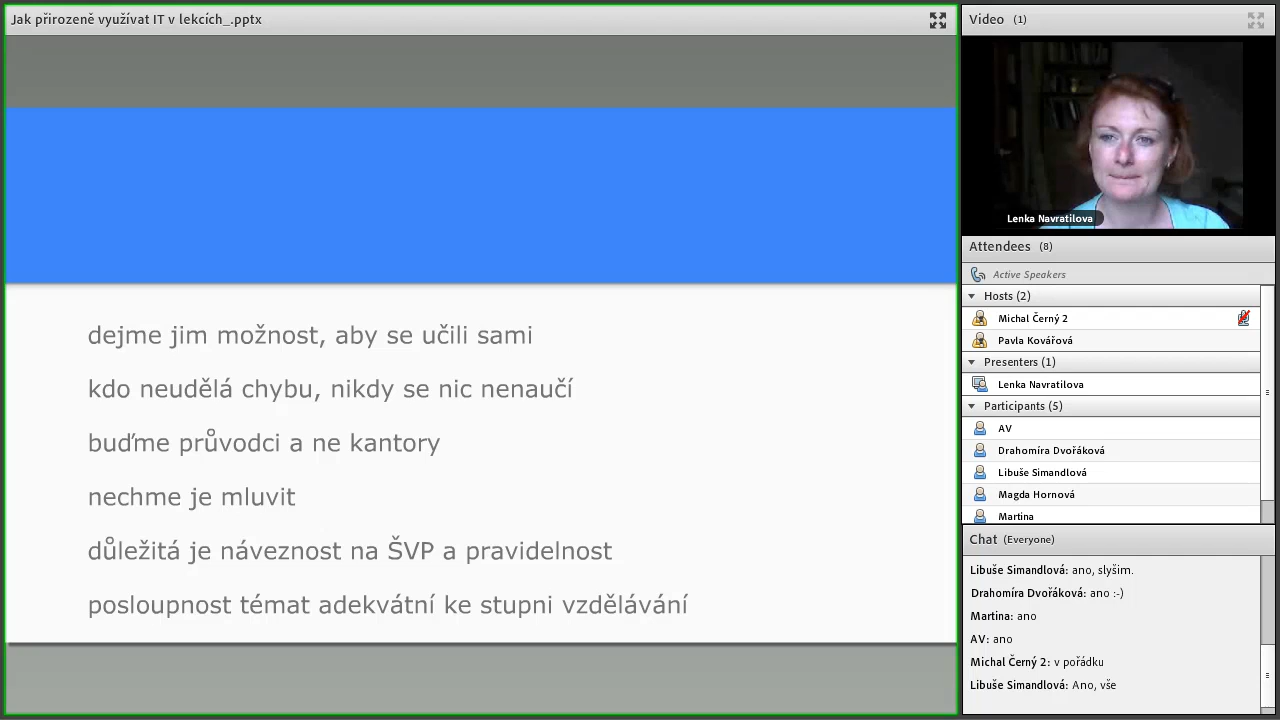 Jak přirozeně využívat IT v lekcích_.pptx
dejme jim možnost, aby se učili sami
kdo neudělá chybu, nikdy se nic nenaučí
buďme průvodci a ne kantory
nechme je mluvit
důležitá je náveznost na ŠVP a pravidelnost
posloupnost témat adekvátní ke stupni vzdělávání
Video (1)
Lenka Navratilova
Attendees (8)
Active Speakers
Hosts (2)
Michal Černý 2
Pavla Kovářová
Presenters (1)
Lenka Navratilova
Participants (5)
AV
Drahomíra Dvořáková
Libuše Simandlová
Magda Hornová
Martina
Chat (Everyone)
Libuše Simandlová: ano, slyšim.
Drahomíra Dvořáková: ano :-)
Martina: ano
AV: ano
Michal Černý 2: v pořádku
Libuše Simandlová: Ano, vše